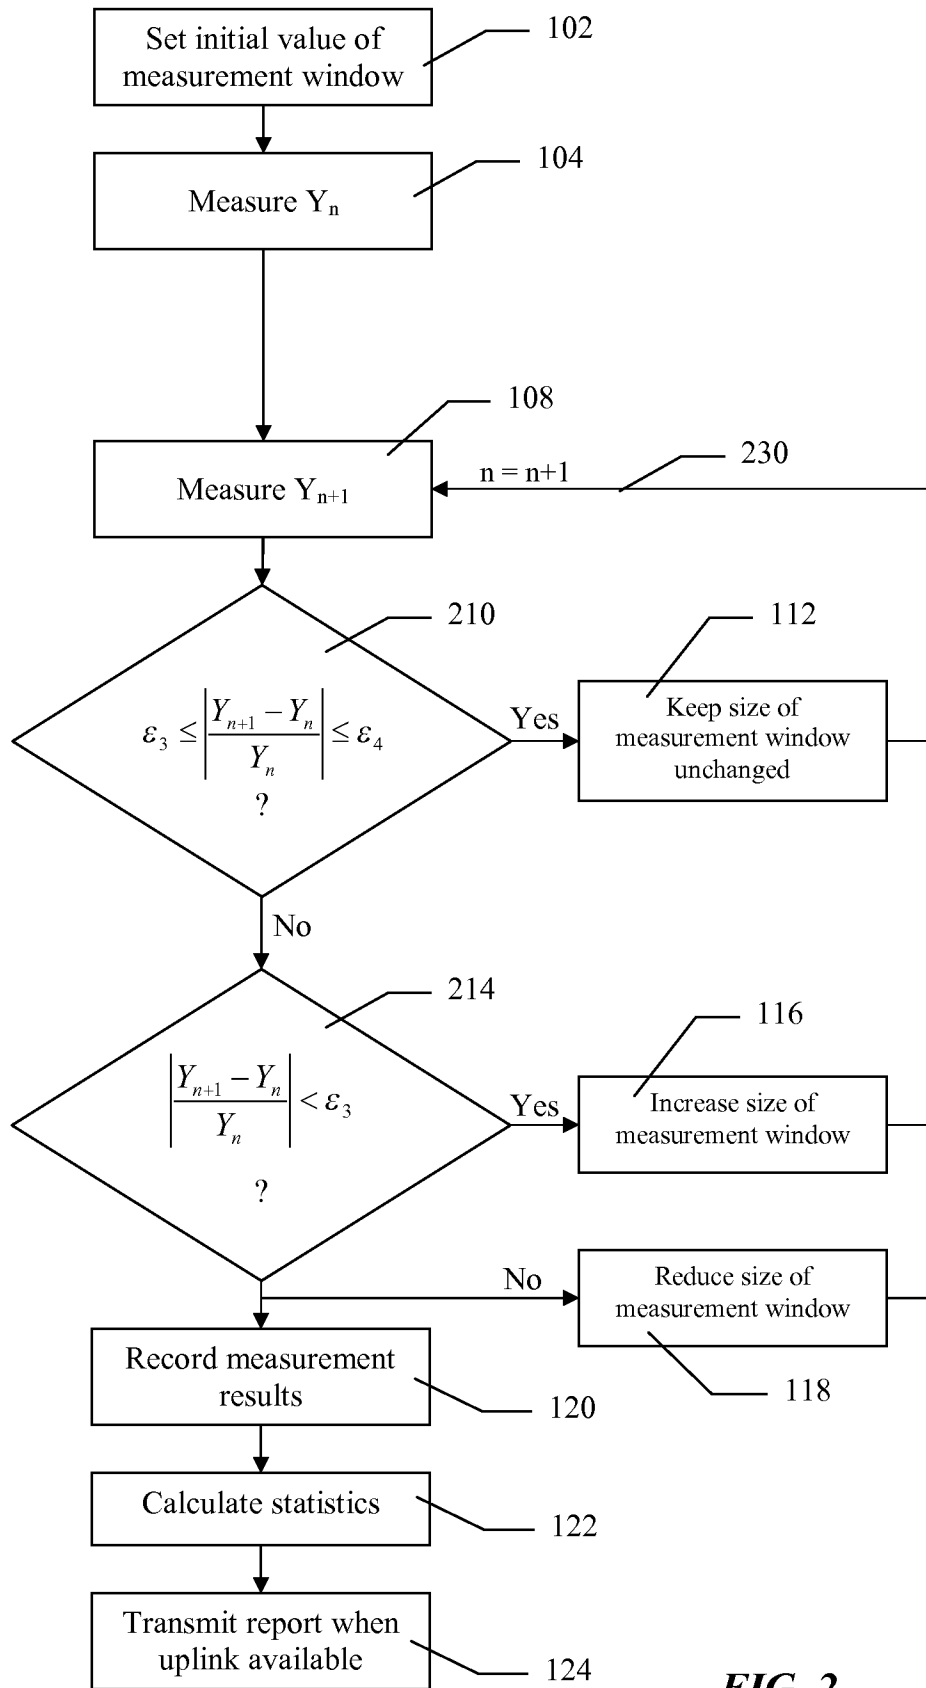 Set initial value of
measurement window
102
104
Measure Yₙ
108
Measure Yₙ₊₁
n = n+1
230
210
ε₃ ≤ |(Yₙ₊₁ − Yₙ)/Yₙ| ≤ ε₄
?
Yes
112
Keep size of
measurement window
unchanged
No
214
|(Yₙ₊₁ − Yₙ)/Yₙ| < ε₃
?
Yes
116
Increase size of
measurement window
No
Reduce size of
measurement window
118
Record measurement
results
120
Calculate statistics
122
Transmit report when
uplink available
124
FIG. 2